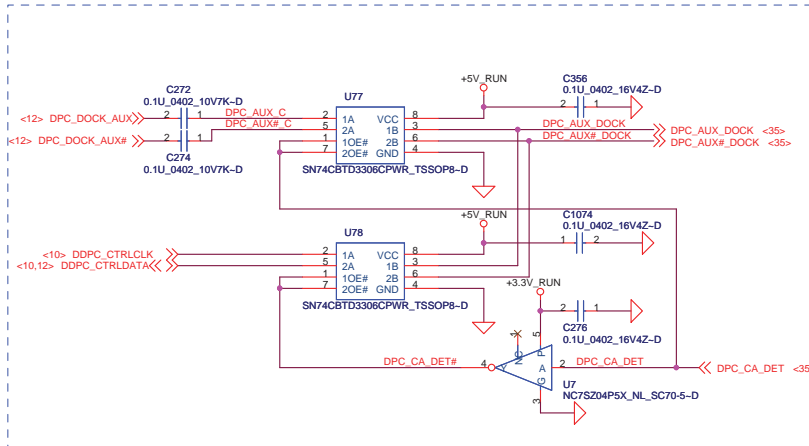 C272
0.1U_0402_10V7K~D
<12> DPC_DOCK_AUX
2 1
DPC_AUX_C
<12> DPC_DOCK_AUX#
2 1
DPC_AUX#_C
C274
0.1U_0402_10V7K~D
U77
2 1A VCC 8
5 2A 1B 3
1 1OE# 2B 6
7 2OE# GND 4
SN74CBTD3306CPWR_TSSOP8~D
+5V_RUN
C356
0.1U_0402_16V4Z~D
2 1
DPC_AUX_DOCK
DPC_AUX_DOCK <35>
DPC_AUX#_DOCK
DPC_AUX#_DOCK <35>
U78
<10> DDPC_CTRLCLK
<10,12> DDPC_CTRLDATA
2 1A VCC 8
5 2A 1B 3
1 1OE# 2B 6
7 2OE# GND 4
SN74CBTD3306CPWR_TSSOP8~D
+5V_RUN
C1074
0.1U_0402_16V4Z~D
1 2
+3.3V_RUN
2 1
C276
0.1U_0402_16V4Z~D
DPC_CA_DET#
4 Y
1 NC
5 P
A 2
G 3
DPC_CA_DET
DPC_CA_DET <35
U7
NC7SZ04P5X_NL_SC70-5~D